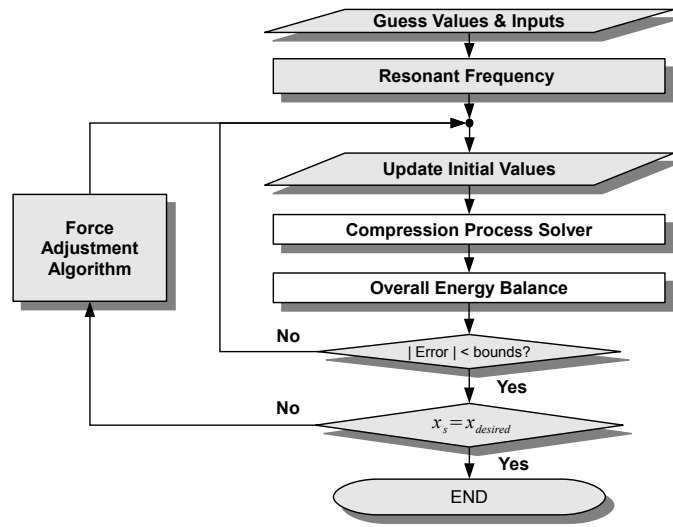 Guess Values & Inputs
Resonant Frequency
Update Initial Values
Force
Adjustment
Algorithm
Compression Process Solver
Overall Energy Balance
No
| Error | < bounds?
Yes
No
x_s = x_desired
Yes
END